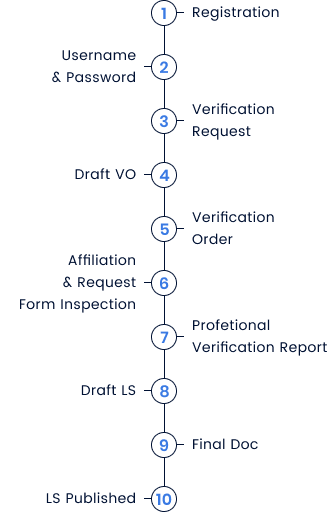 1
Registration
Username
& Password
2
3
Verification
Request
Draft VO
4
5
Verification
Order
Affiliation
& Request
Form Inspection
6
7
Profetional
Verification Report
Draft LS
8
9
Final Doc
LS Published
10